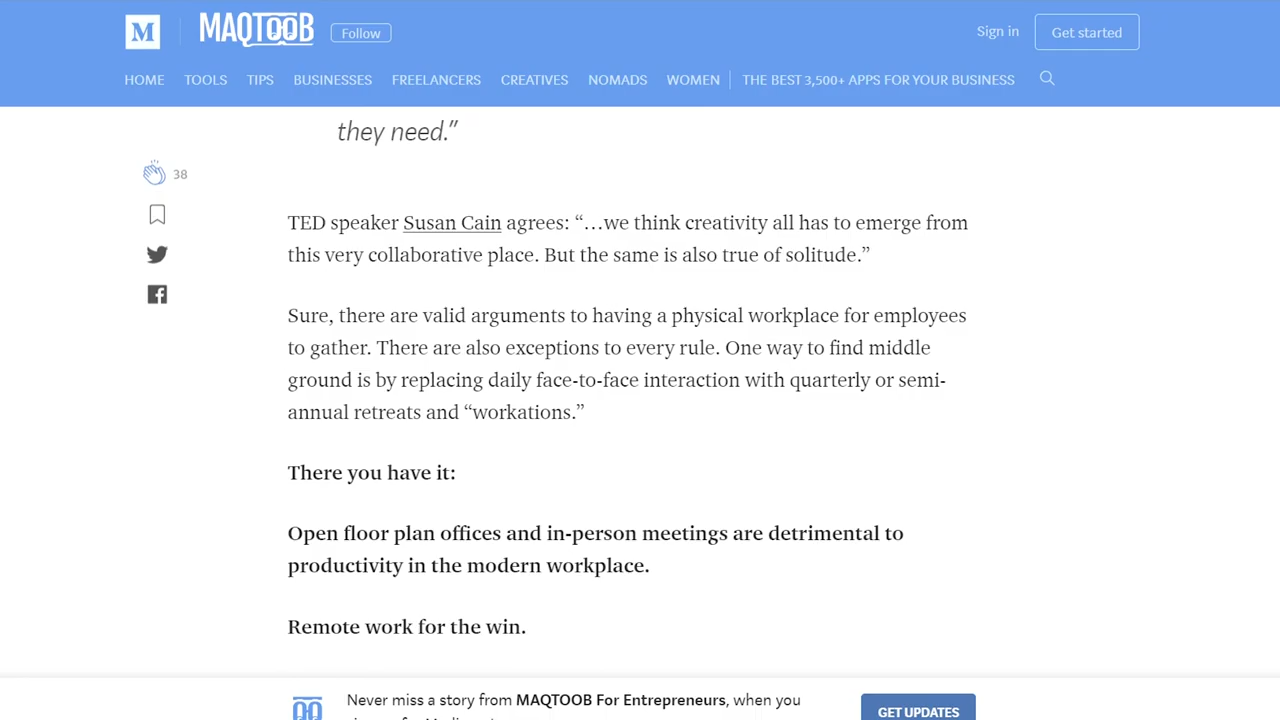 M MAQTOOB Follow Sign in Get started
HOME TOOLS TIPS BUSINESSES FREELANCERS CREATIVES NOMADS WOMEN THE BEST 3,500+ APPS FOR YOUR BUSINESS
they need.”
38
TED speaker Susan Cain agrees: “…we think creativity all has to emerge from
this very collaborative place. But the same is also true of solitude.”
Sure, there are valid arguments to having a physical workplace for employees
to gather. There are also exceptions to every rule. One way to find middle
ground is by replacing daily face-to-face interaction with quarterly or semi-
annual retreats and “workations.”
There you have it:
Open floor plan offices and in-person meetings are detrimental to
productivity in the modern workplace.
Remote work for the win.
Never miss a story from MAQTOOB For Entrepreneurs, when you
GET UPDATES